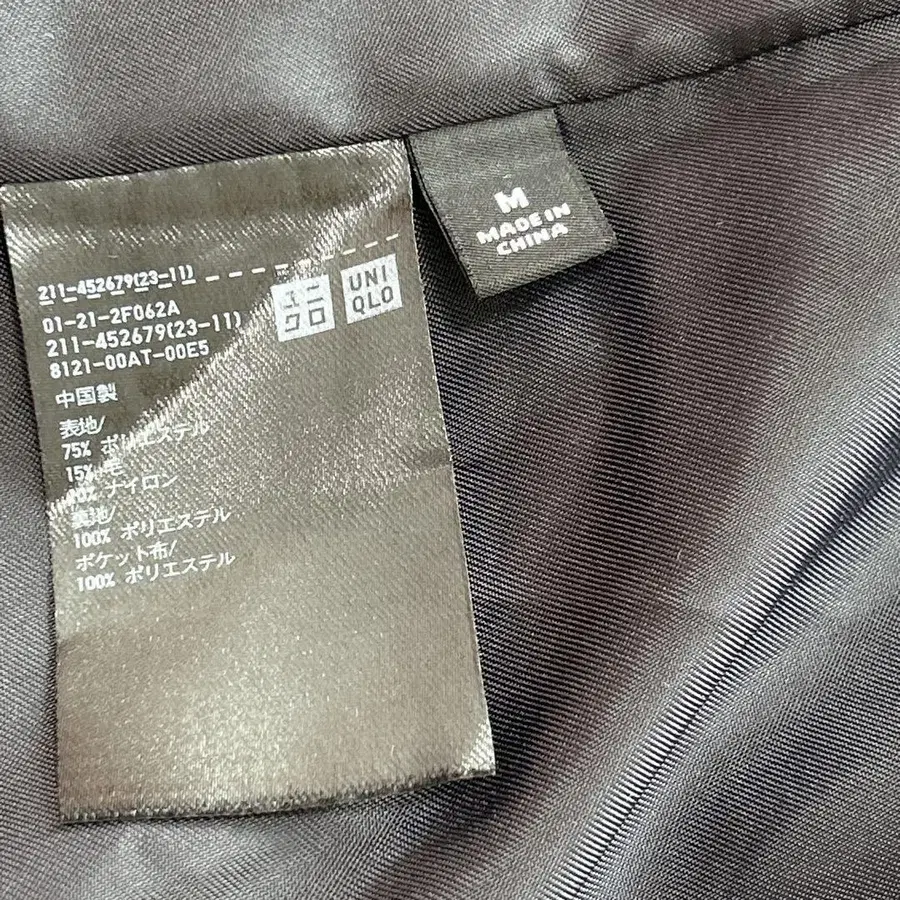 211-452679(23-11)
01-21-2F062A
211-452679(23-11)
8121-00AT-00E5
ユニ
クロ
UNI
QLO
中国製
表地/
75% ポリエステル
15% 毛
10% ナイロン
裏地/
100% ポリエステル
ポケット布/
100% ポリエステル
M
MADE IN
CHINA